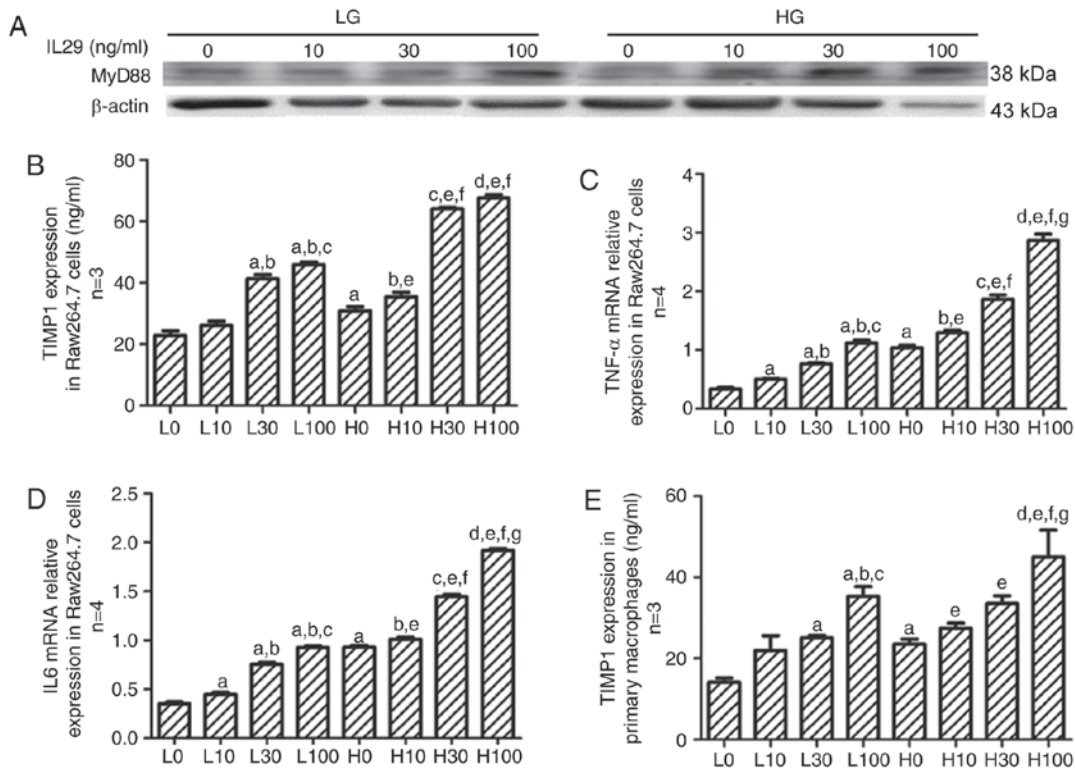 A
LG
HG
IL29 (ng/ml)
0 10 30 100 0 10 30 100
MyD88
38 kDa
β-actin
43 kDa
B
TIMP1 expression
in Raw264.7 cells (ng/ml)
n=3
80
60
40
20
0
a,b
a,b,c
a
b,e
c,e,f
d,e,f
L0 L10 L30 L100 H0 H10 H30 H100
C
TNF-α mRNA relative
expression in Raw264.7 cells
n=4
4
3
2
1
0
a
a,b
a,b,c
a
b,e
c,e,f
d,e,f,g
L0 L10 L30 L100 H0 H10 H30 H100
D
IL6 mRNA relative
expression in Raw264.7 cells
n=4
2.5
2.0
1.5
1.0
0.5
0.0
a
a,b
a,b,c
a
b,e
c,e,f
d,e,f,g
L0 L10 L30 L100 H0 H10 H30 H100
E
TIMP1 expression in
primary macrophages (ng/ml)
n=3
60
40
20
0
a
a,b,c
a
e
e
d,e,f,g
L0 L10 L30 L100 H0 H10 H30 H100